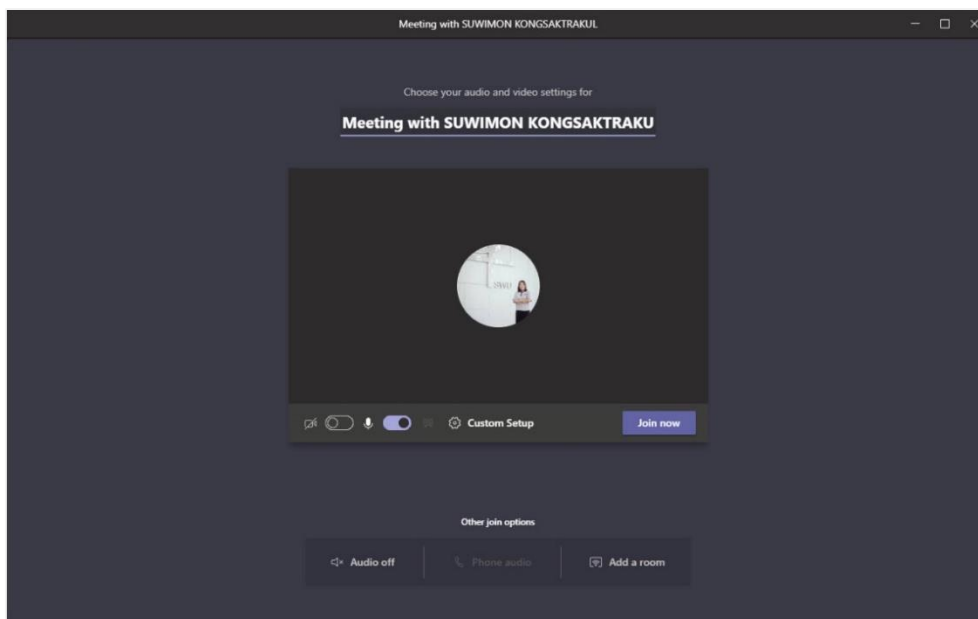 Meeting with SUWIMON KONGSAKTRAKUL
Choose your audio and video settings for
Meeting with SUWIMON KONGSAKTRAKU
Custom Setup
Join now
Other join options
Audio off
Phone audio
Add a room